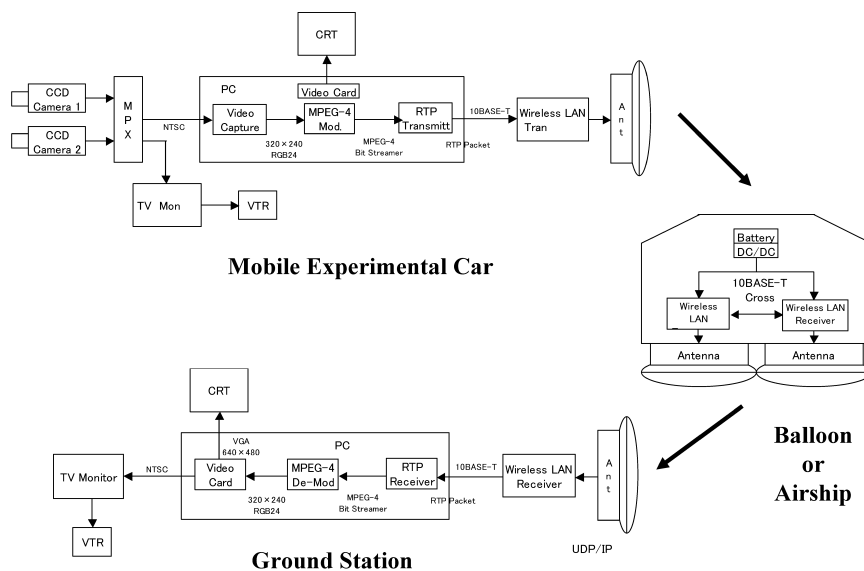 CRT
CCD
Camera 1
CCD
Camera 2
M
P
X
NTSC
PC
Video Card
Video
Capture
MPEG-4
Mod.
RTP
Transmitt
320×240
RGB24
MPEG-4
Bit Streamer
RTP Packet
10BASE-T
Wireless LAN
Tran
A
n
t
TV Mon
VTR
Mobile Experimental Car
Battery
DC/DC
10BASE-T
Cross
Wireless
LAN
Wireless LAN
Receiver
Antenna
Antenna
Balloon
or
Airship
CRT
VGA
640×480
PC
TV Monitor
NTSC
Video
Card
MPEG-4
De-Mod
RTP
Receiver
320×240
RGB24
MPEG-4
Bit Streamer
RTP Packet
10BASE-T
Wireless LAN
Receiver
A
n
t
UDP/IP
VTR
Ground Station